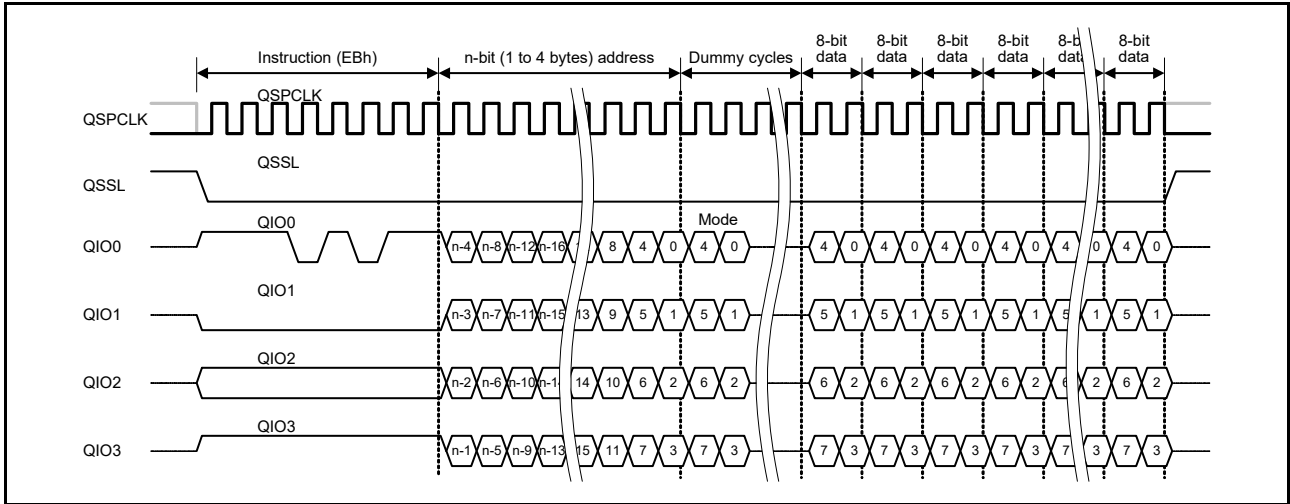 8-bit 8-bit 8-bit 8-bit 8-b 8-bit
Instruction (EBh) n-bit (1 to 4 bytes) address Dummy cycles data data data data data data
QSPCLK
QSPCLK
QSSL
QSSL
QIO0 Mode
QIO0 n-4 n-8 n-12 n-16 8 4 0 4 0 4 0 4 0 4 0 4 0 4 0 4 0
QIO1
QIO1 n-3 n-7 n-11 n-15 13 9 5 1 5 1 5 1 5 1 5 1 5 1 5 1 5 1
QIO2
QIO2 n-2 n-6 n-10 n-1 14 10 6 2 6 2 6 2 6 2 6 2 6 2 6 2 6 2
QIO3
QIO3 n-1 n-5 n-9 n-13 15 11 7 3 7 3 7 3 7 3 7 3 7 3 7 3 7 3